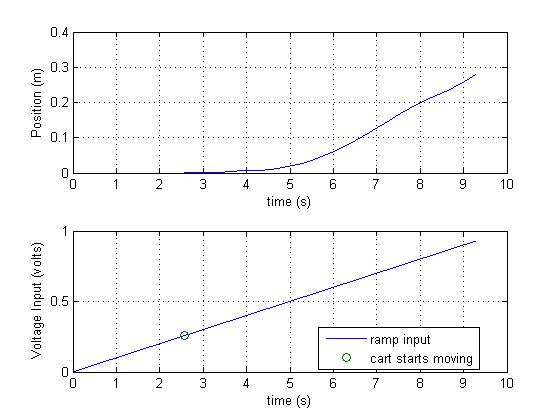 0.4
0.3
0.2
0.1
0
Position (m)
0 1 2 3 4 5 6 7 8 9 10
time (s)
1
0.5
0
Voltage Input (volts)
ramp input
cart starts moving
0 1 2 3 4 5 6 7 8 9 10
time (s)